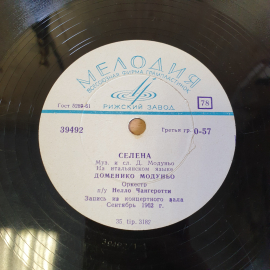 МЕЛОДИЯ
ВСЕСОЮЗНАЯ ФИРМА ГРАМПЛАСТИНОК
РИЖСКИЙ ЗАВОД
Гост 5289-61
78
39492
Третья гр. 0-57
СЕЛЕНА
Муз. и сл. Д. Модуньо
На итальянском языке
ДОМЕНИКО МОДУНЬО
Оркестр
п/у Нелло Чангеротти
Запись из концертного зала
Сентябрь 1962 г.